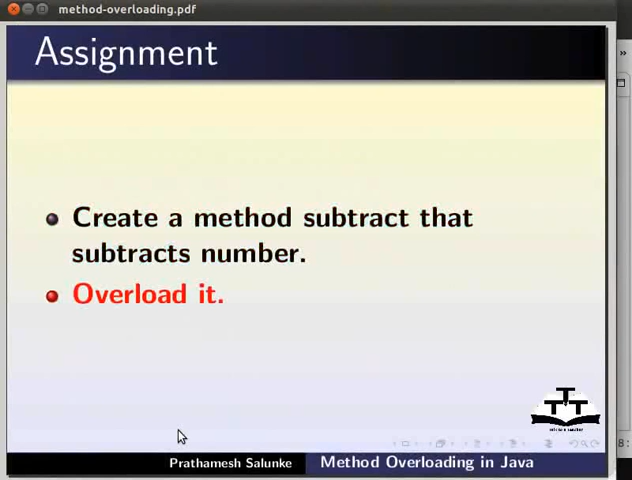 method-overloading.pdf
Assignment
Create a method subtract that
subtracts number.
Overload it.
Prathamesh Salunke
Method Overloading in Java